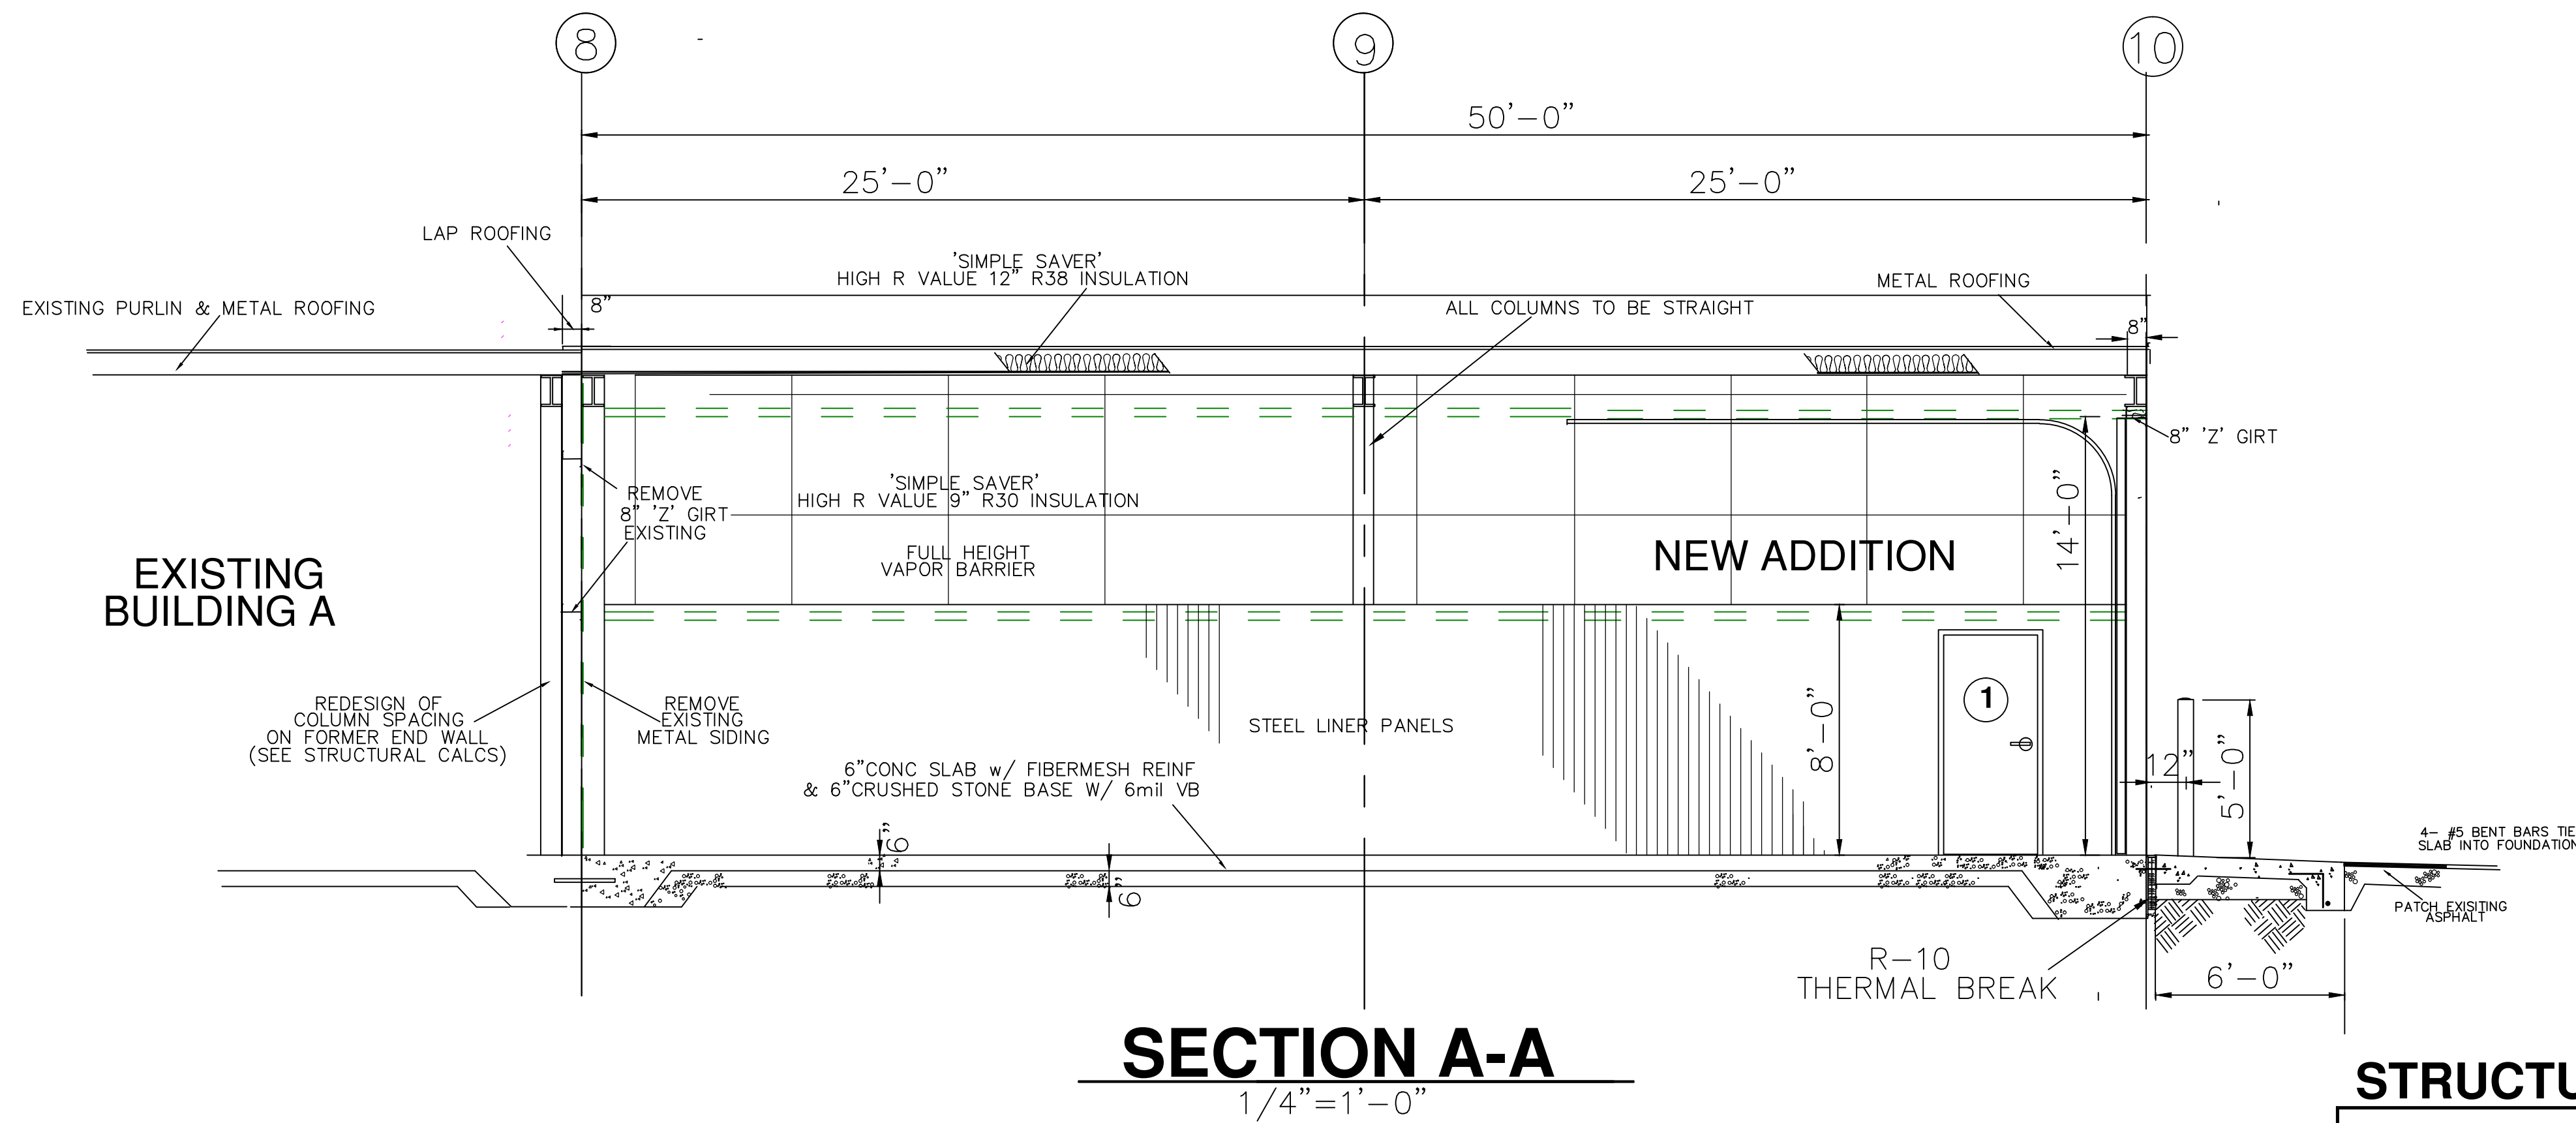 8
9
10
50'-0"
25'-0"
25'-0"
LAP ROOFING
'SIMPLE SAVER'
HIGH R VALUE 12" R38 INSULATION
METAL ROOFING
EXISTING PURLIN & METAL ROOFING
8"
ALL COLUMNS TO BE STRAIGHT
8"
8" 'Z' GIRT
REMOVE
8" 'Z' GIRT
EXISTING
'SIMPLE SAVER'
HIGH R VALUE 9" R30 INSULATION
14'-0"
EXISTING
BUILDING A
FULL HEIGHT
VAPOR BARRIER
NEW ADDITION
REDESIGN OF
COLUMN SPACING
ON FORMER END WALL
(SEE STRUCTURAL CALCS)
REMOVE
EXISTING
METAL SIDING
STEEL LINER PANELS
8'-0"
1
12"
5'-0"
6"CONC SLAB w/ FIBERMESH REINF
& 6"CRUSHED STONE BASE W/ 6mil VB
6"
6"
4- #5 BENT BARS TIE
SLAB INTO FOUNDATION
PATCH EXISITING
ASPHALT
R-10
THERMAL BREAK
6'-0"
SECTION A-A
1/4"=1'-0"
STRUCTU